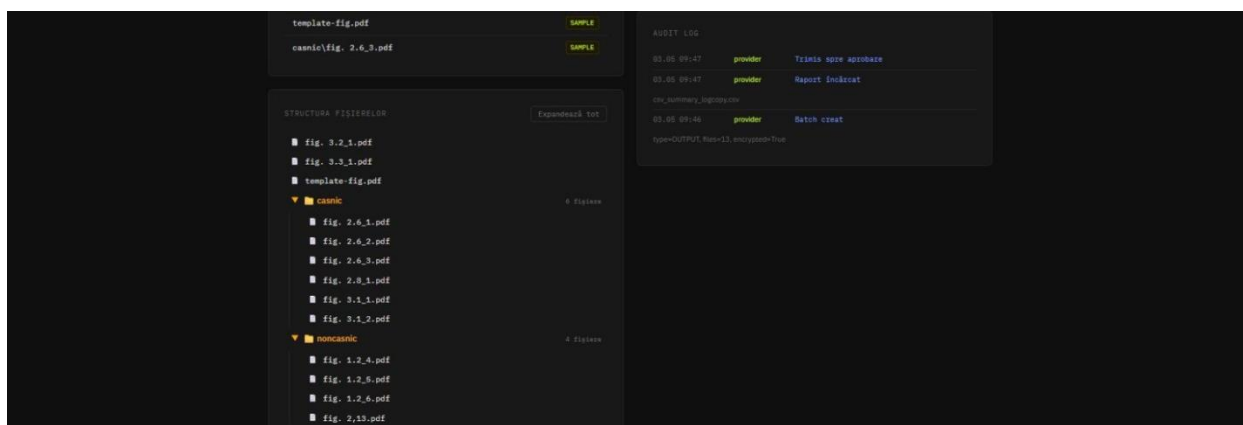 template-fig.pdf SAMPLE
casnic\fig. 2.6_3.pdf SAMPLE
STRUCTURA FIȘIERELOR Expandează tot
fig. 3.2_1.pdf
fig. 3.3_1.pdf
template-fig.pdf
casnic 6 fișiere
fig. 2.6_1.pdf
fig. 2.6_2.pdf
fig. 2.6_3.pdf
fig. 2.8_1.pdf
fig. 3.1_1.pdf
fig. 3.1_2.pdf
noncasnic 4 fișiere
fig. 1.2_4.pdf
fig. 1.2_5.pdf
fig. 1.2_6.pdf
fig. 2,13.pdf
AUDIT LOG
03.05 09:47 provider Trimis spre aprobare
03.05 09:47 provider Raport încărcat
csv_summary_logcopy.csv
03.05 09:46 provider Batch creat
type=OUTPUT, files=13, encrypted=True